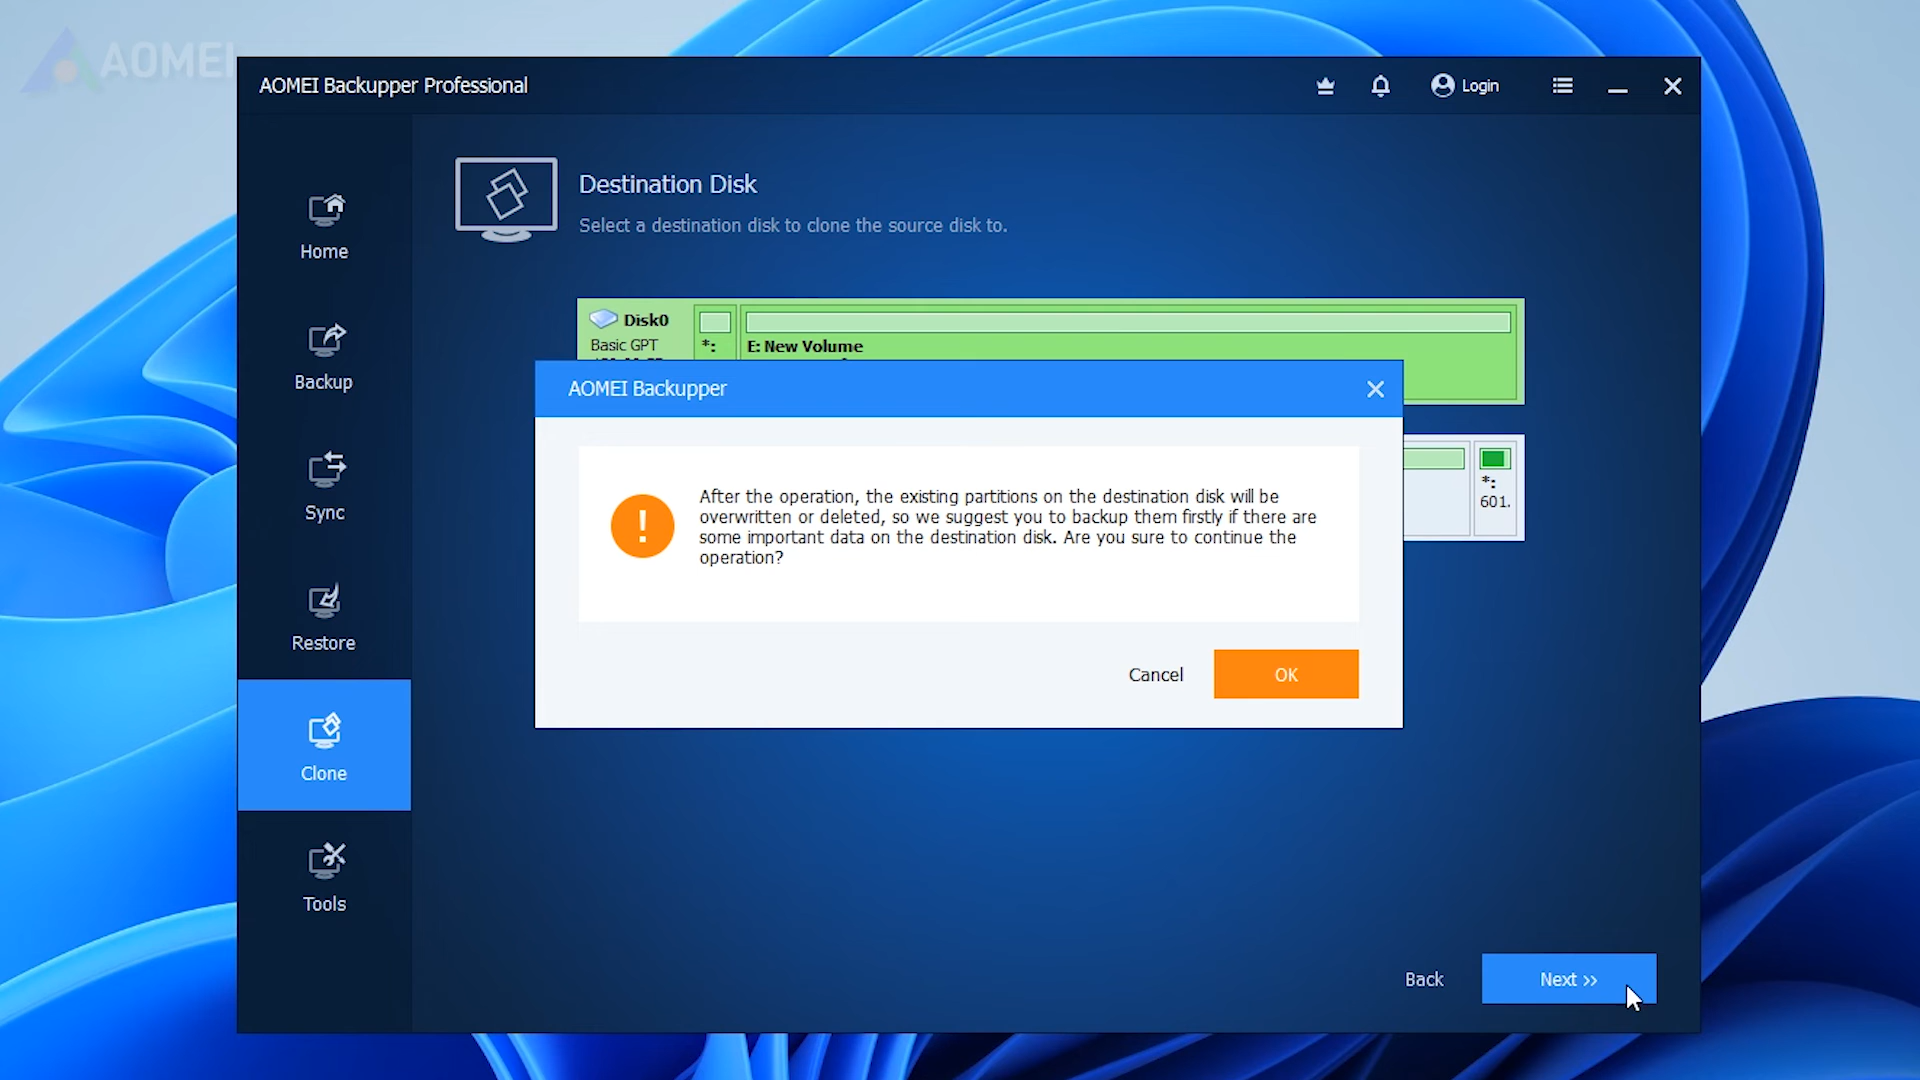 AOMEI
AOMEI Backupper Professional
Login
Destination Disk
Select a destination disk to clone the source disk to.
Home
Backup
Sync
Restore
Clone
Tools
Disk0
Basic GPT
*:
E: New Volume
AOMEI Backupper
After the operation, the existing partitions on the destination disk will be
overwritten or deleted, so we suggest you to backup them firstly if there are
some important data on the destination disk. Are you sure to continue the
operation?
Cancel
OK
*:
601.
Back
Next >>